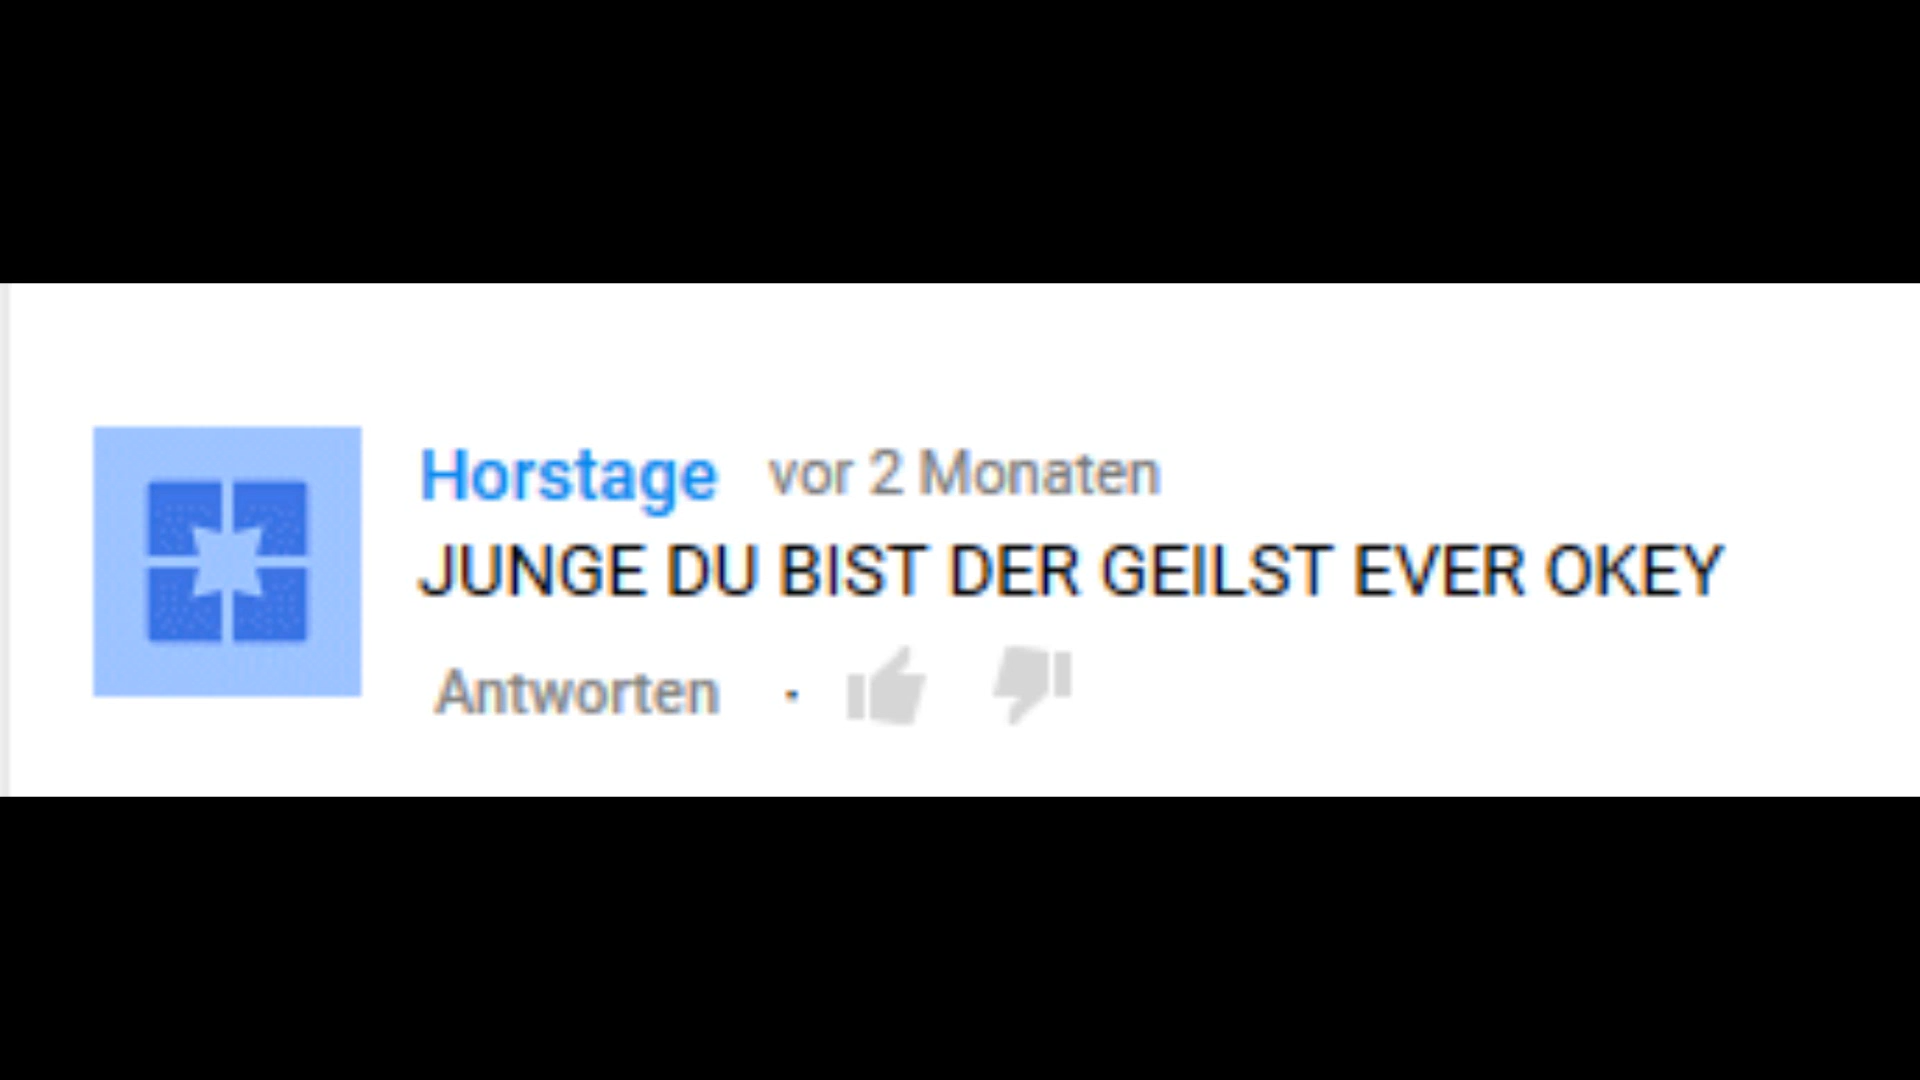 Horstage vor 2 Monaten
JUNGE DU BIST DER GEILST EVER OKEY
Antworten ·